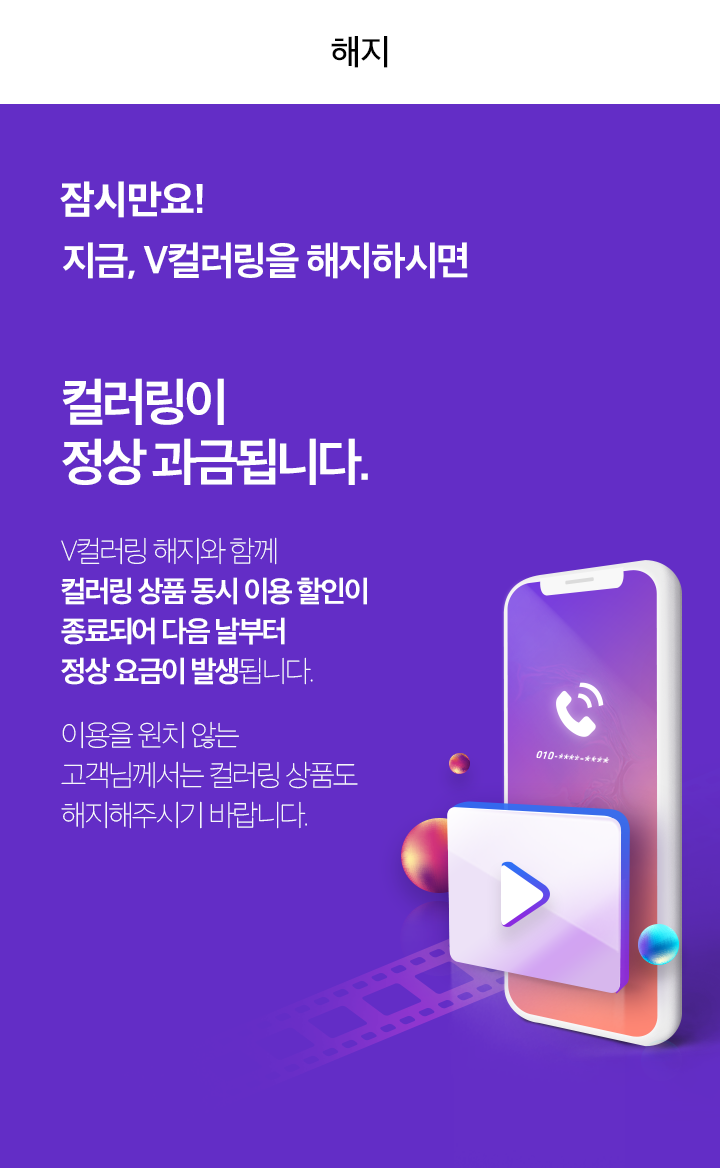 해지
잠시만요!
지금, V컬러링을 해지하시면
컬러링이
정상 과금됩니다.
V컬러링 해지와 함께
컬러링 상품 동시 이용 할인이
종료되어 다음 날부터
정상 요금이 발생됩니다.
이용을 원치 않는
고객님께서는 컬러링 상품도
해지해주시기 바랍니다.
010-****-****